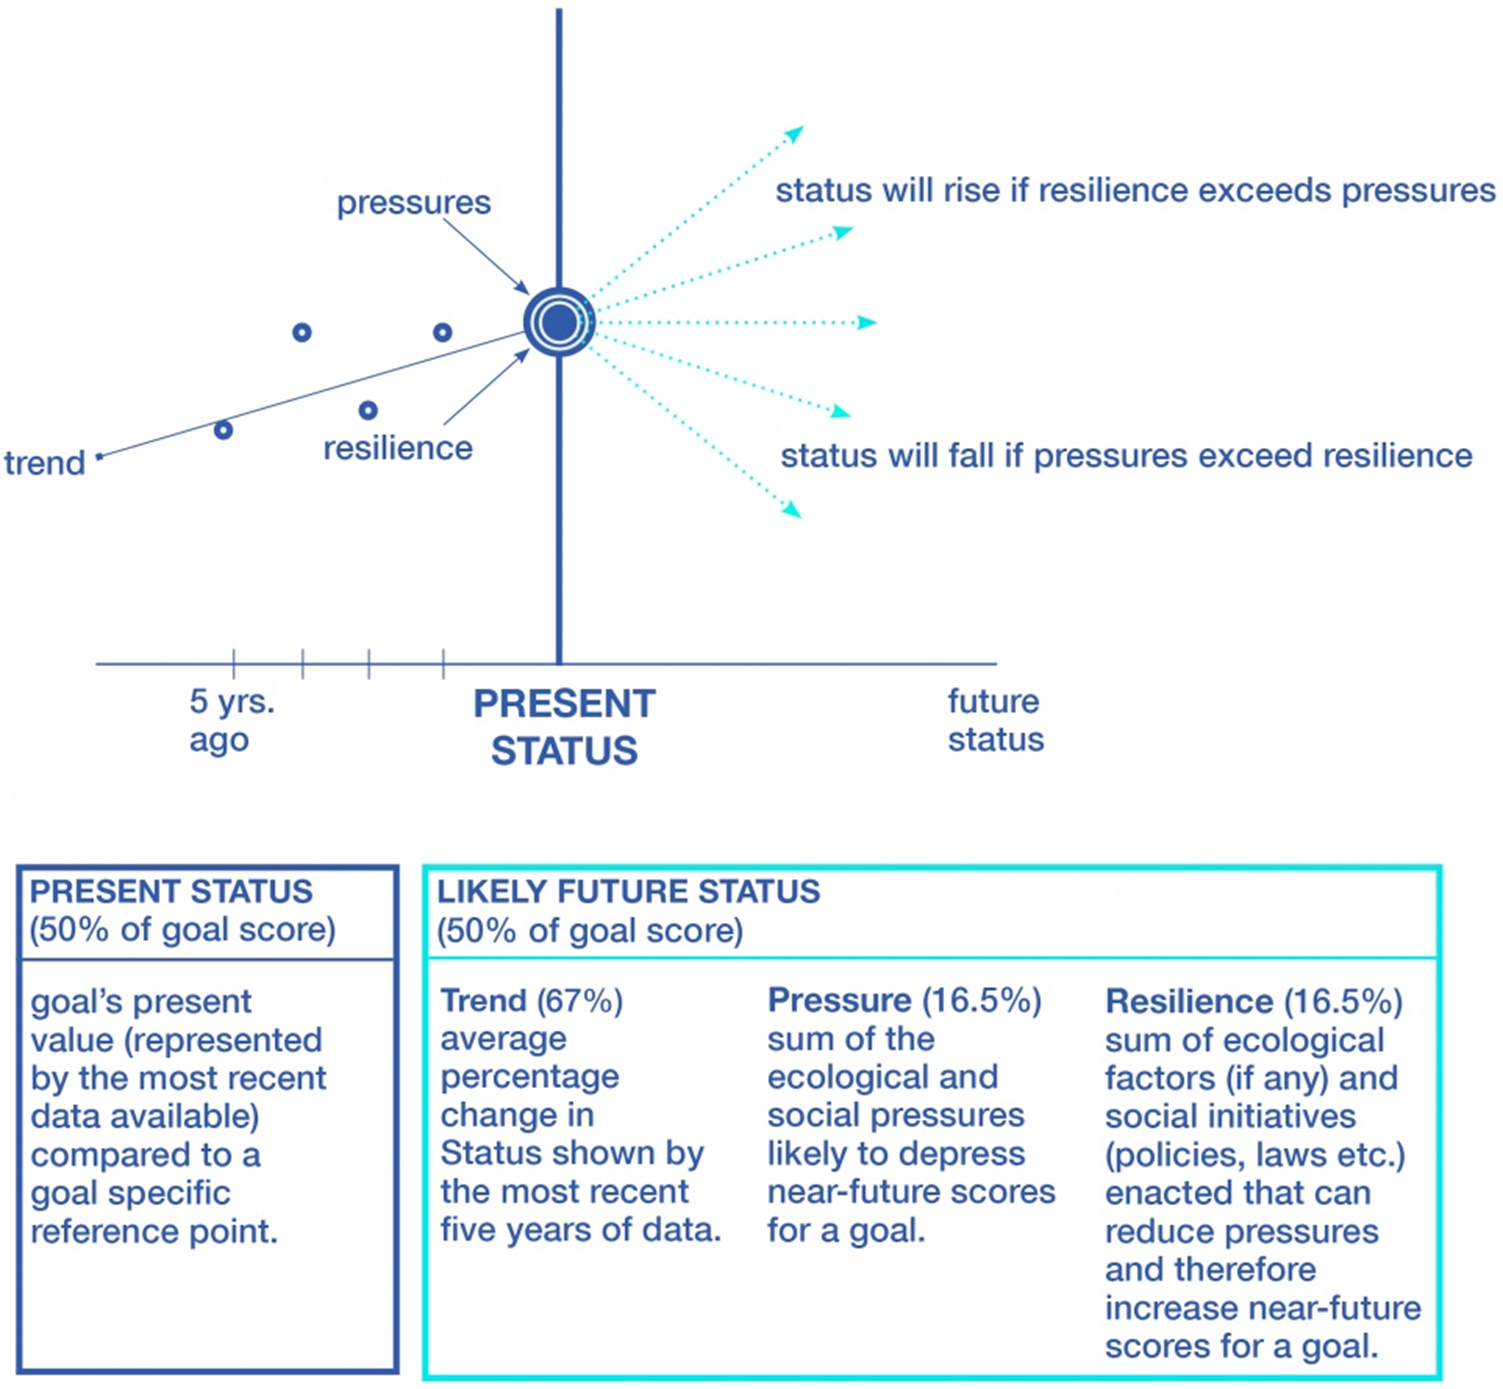 pressures
status will rise if resilience exceeds pressures
resilience
trend
status will fall if pressures exceed resilience
5 yrs.
ago
PRESENT
STATUS
future
status
PRESENT STATUS
(50% of goal score)
goal’s present
value (represented
by the most recent
data available)
compared to a
goal specific
reference point.
LIKELY FUTURE STATUS
(50% of goal score)
Trend (67%)
average
percentage
change in
Status shown by
the most recent
five years of data.
Pressure (16.5%)
sum of the
ecological and
social pressures
likely to depress
near-future scores
for a goal.
Resilience (16.5%)
sum of ecological
factors (if any) and
social initiatives
(policies, laws etc.)
enacted that can
reduce pressures
and therefore
increase near-future
scores for a goal.